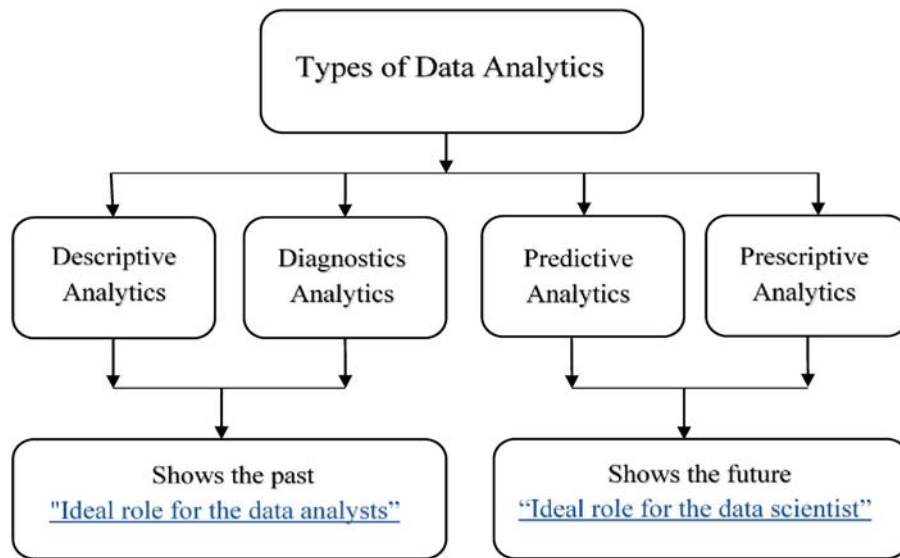 Types of Data Analytics
Descriptive
Analytics
Diagnostics
Analytics
Predictive
Analytics
Prescriptive
Analytics
Shows the past
"Ideal role for the data analysts”
Shows the future
“Ideal role for the data scientist”